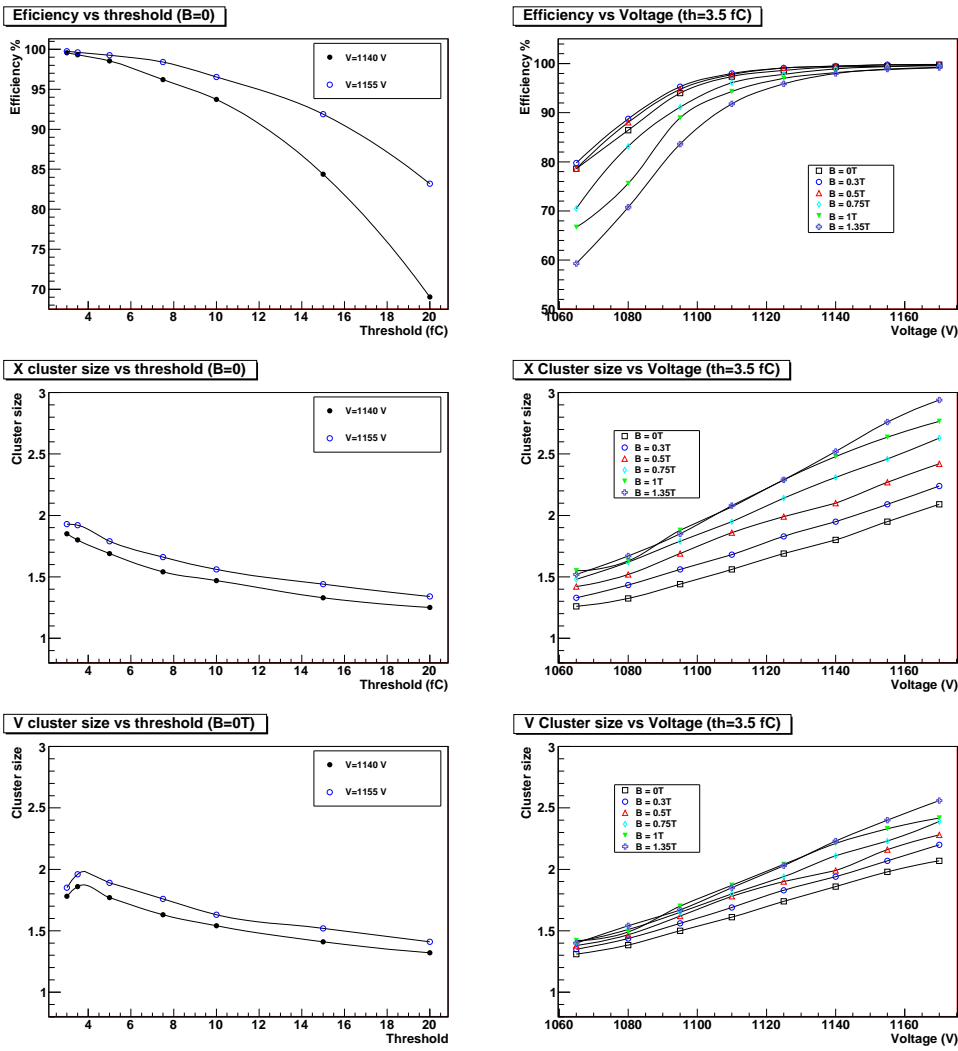 Eficiency vs threshold (B=0)
Efficiency %
100
95
90
85
80
75
70
4
6
8
10
12
14
16
18
20
Threshold (fC)
V=1140 V
V=1155 V
Efficiency vs Voltage (th=3.5 fC)
Efficiency %
100
90
80
70
60
50
1060
1080
1100
1120
1140
1160
Voltage (V)
B = 0T
B = 0.3T
B = 0.5T
B = 0.75T
B = 1T
B = 1.35T
X cluster size vs threshold (B=0)
Cluster size
3
2.5
2
1.5
1
4
6
8
10
12
14
16
18
20
Threshold (fC)
V=1140 V
V=1155 V
X Cluster size vs Voltage (th=3.5 fC)
Cluster size
3
2.5
2
1.5
1
1060
1080
1100
1120
1140
1160
Voltage (V)
B = 0T
B = 0.3T
B = 0.5T
B = 0.75T
B = 1T
B = 1.35T
V cluster size vs threshold (B=0T)
Cluster size
3
2.5
2
1.5
1
4
6
8
10
12
14
16
18
20
Threshold
V=1140 V
V=1155 V
V Cluster size vs Voltage (th=3.5 fC)
Cluster size
3
2.5
2
1.5
1
1060
1080
1100
1120
1140
1160
Voltage (V)
B = 0T
B = 0.3T
B = 0.5T
B = 0.75T
B = 1T
B = 1.35T